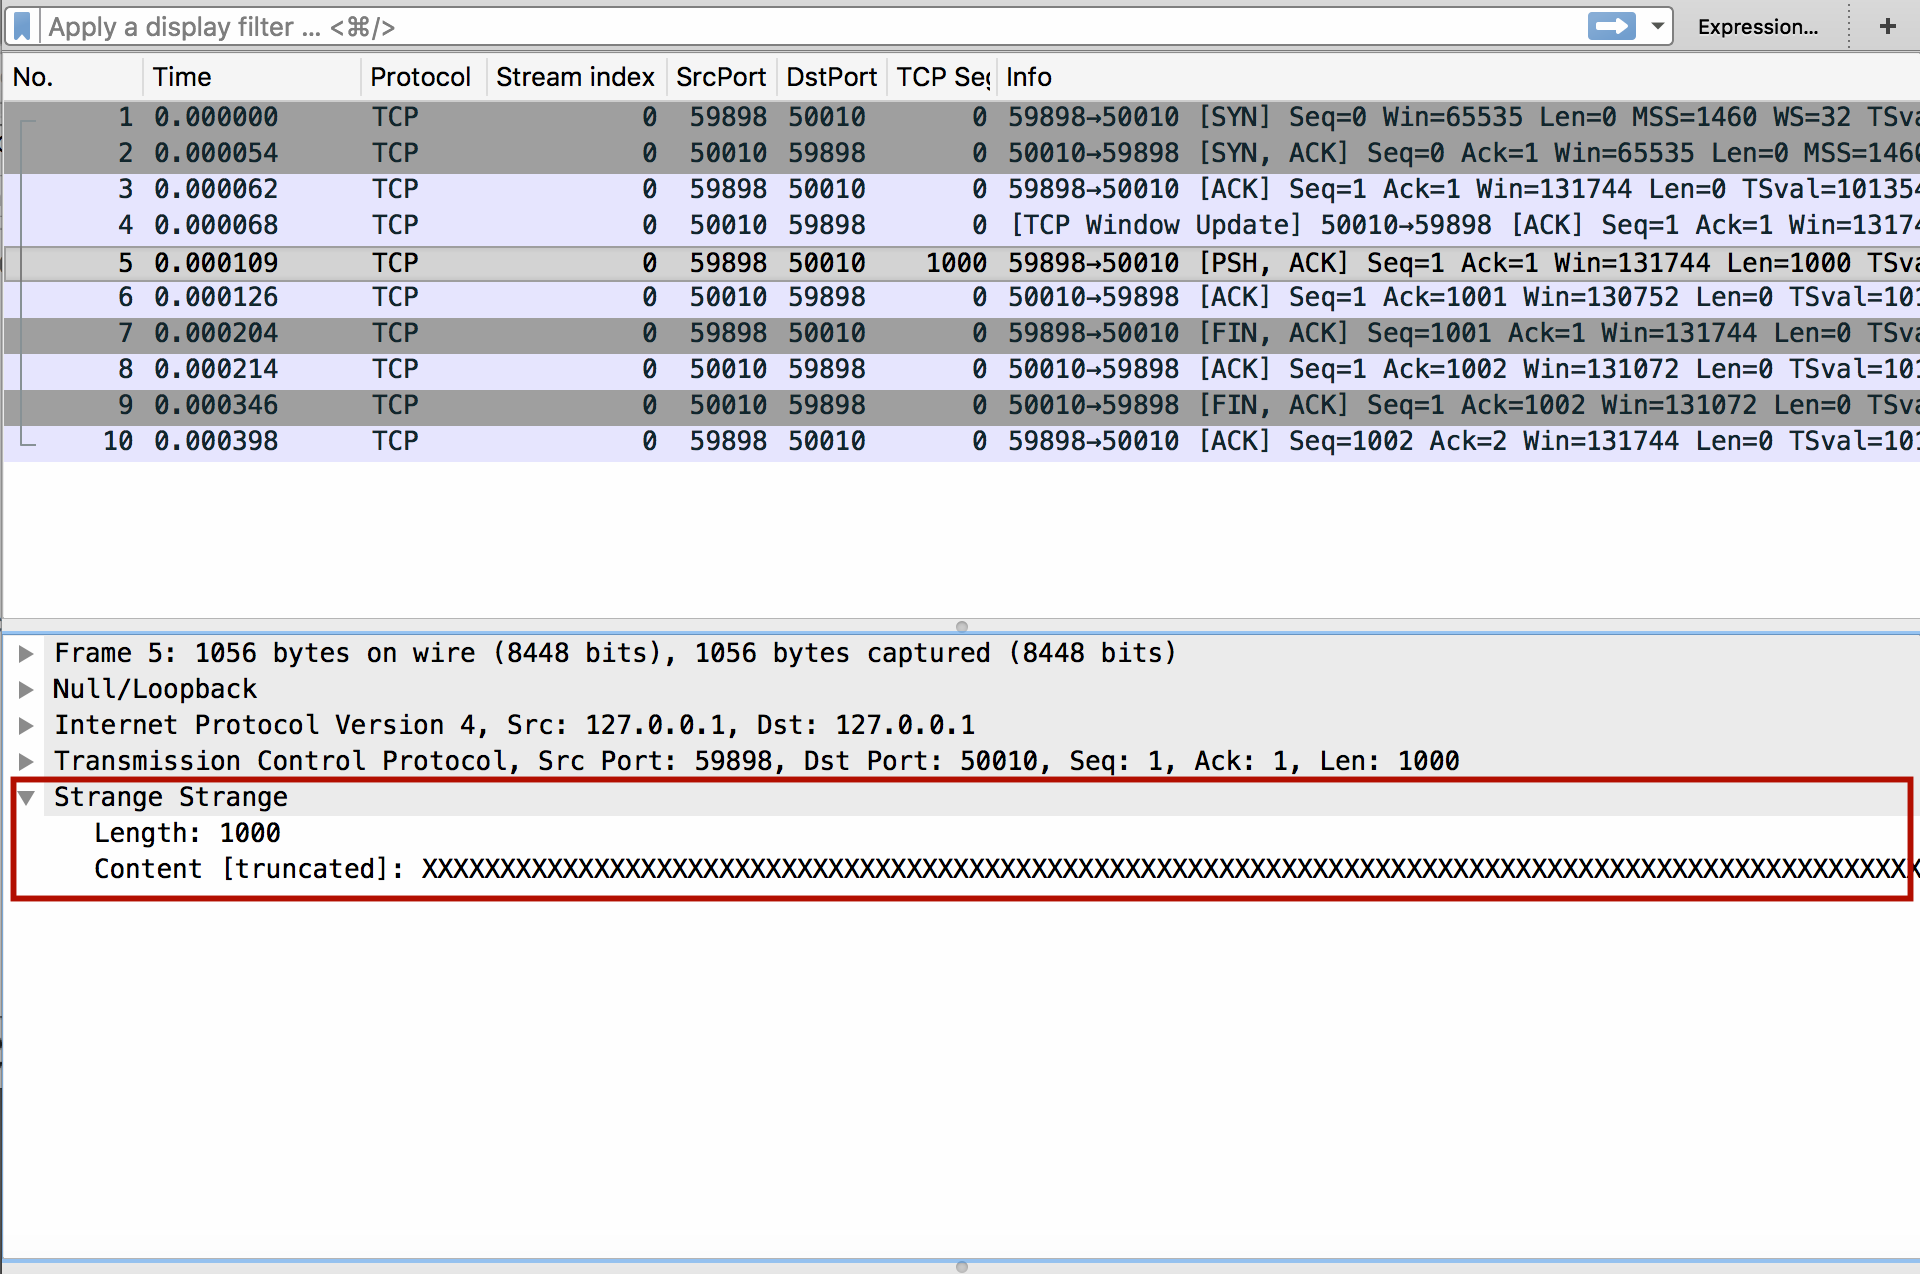 Apply a display filter ... <⌘/> Expression... +
No. Time Protocol Stream index SrcPort DstPort TCP Seg Info
1 0.000000 TCP 0 59898 50010 0 59898→50010 [SYN] Seq=0 Win=65535 Len=0 MSS=1460 WS=32 TSva
2 0.000054 TCP 0 50010 59898 0 50010→59898 [SYN, ACK] Seq=0 Ack=1 Win=65535 Len=0 MSS=1460
3 0.000062 TCP 0 59898 50010 0 59898→50010 [ACK] Seq=1 Ack=1 Win=131744 Len=0 TSval=101354
4 0.000068 TCP 0 50010 59898 0 [TCP Window Update] 50010→59898 [ACK] Seq=1 Ack=1 Win=13174
5 0.000109 TCP 0 59898 50010 1000 59898→50010 [PSH, ACK] Seq=1 Ack=1 Win=131744 Len=1000 TSva
6 0.000126 TCP 0 50010 59898 0 50010→59898 [ACK] Seq=1 Ack=1001 Win=130752 Len=0 TSval=101
7 0.000204 TCP 0 59898 50010 0 59898→50010 [FIN, ACK] Seq=1001 Ack=1 Win=131744 Len=0 TSva
8 0.000214 TCP 0 50010 59898 0 50010→59898 [ACK] Seq=1 Ack=1002 Win=131072 Len=0 TSval=101
9 0.000346 TCP 0 50010 59898 0 50010→59898 [FIN, ACK] Seq=1 Ack=1002 Win=131072 Len=0 TSva
10 0.000398 TCP 0 59898 50010 0 59898→50010 [ACK] Seq=1002 Ack=2 Win=131744 Len=0 TSval=101
Frame 5: 1056 bytes on wire (8448 bits), 1056 bytes captured (8448 bits)
Null/Loopback
Internet Protocol Version 4, Src: 127.0.0.1, Dst: 127.0.0.1
Transmission Control Protocol, Src Port: 59898, Dst Port: 50010, Seq: 1, Ack: 1, Len: 1000
Strange Strange
Length: 1000
Content [truncated]: XXXXXXXXXXXXXXXXXXXXXXXXXXXXXXXXXXXXXXXXXXXXXXXXXXXXXXXXXXXXXXXXXXXXXXXXXXXXXXXXXXXXXXXXXXXXXXXX